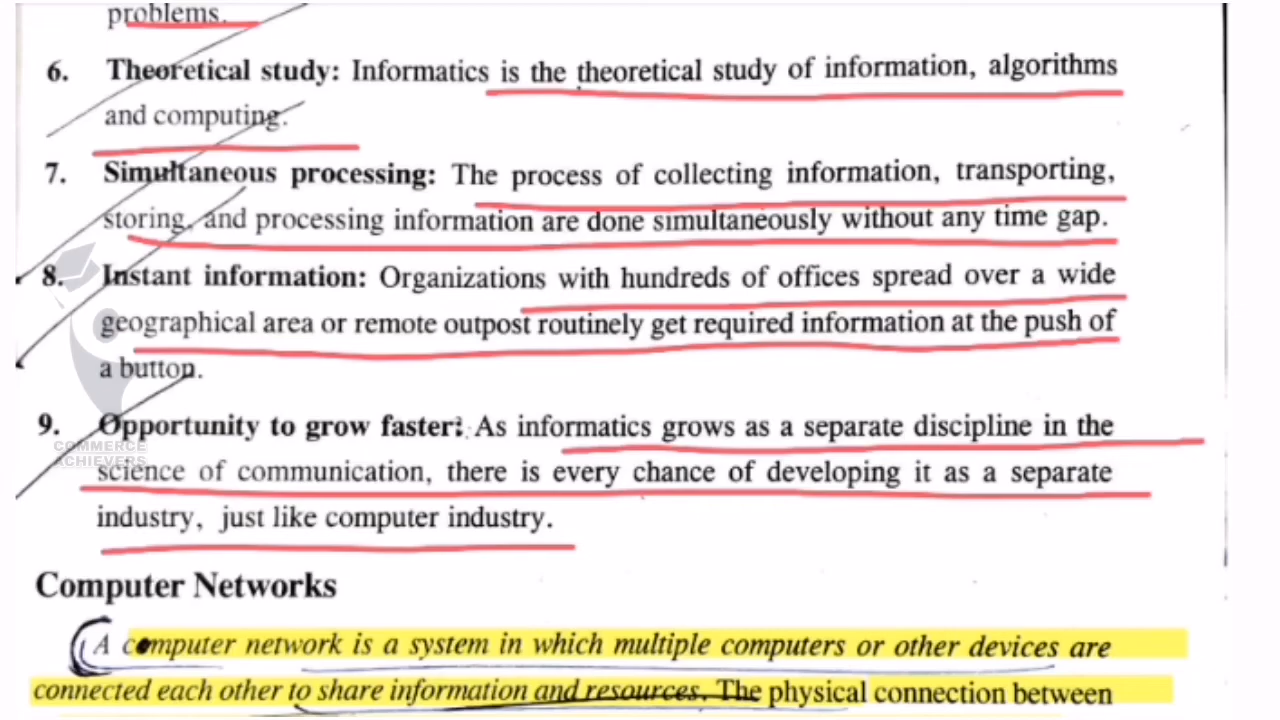 problems.
6. Theoretical study: Informatics is the theoretical study of information, algorithms
and computing.
7. Simultaneous processing: The process of collecting information, transporting,
storing, and processing information are done simultaneously without any time gap.
8. Instant information: Organizations with hundreds of offices spread over a wide
geographical area or remote outpost routinely get required information at the push of
a button.
9. Opportunity to grow faster: As informatics grows as a separate discipline in the
COMMERCE
ACHIEVERS
science of communication, there is every chance of developing it as a separate
industry, just like computer industry.
Computer Networks
A computer network is a system in which multiple computers or other devices are
connected each other to share information and resources. The physical connection between